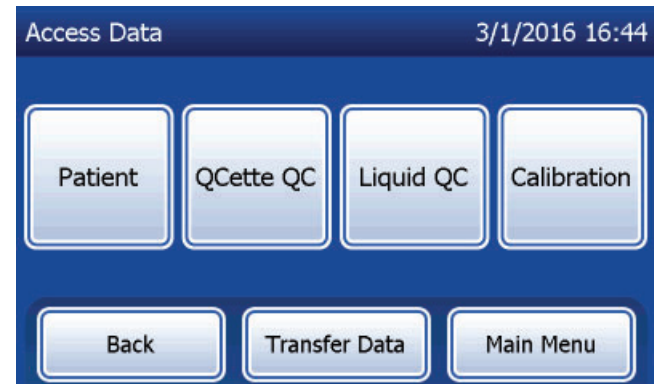 Access Data 3/1/2016 16:44
Patient QCette QC Liquid QC Calibration
Back Transfer Data Main Menu